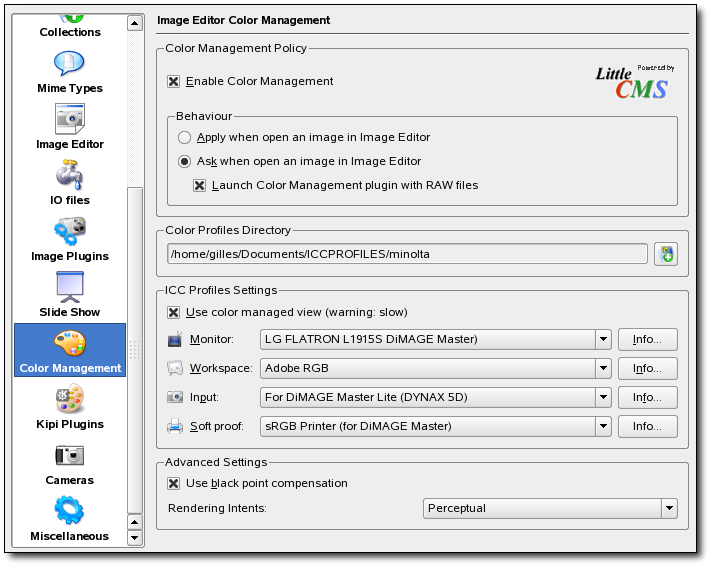 Collections
Mime Types
Image Editor
IO files
Image Plugins
Slide Show
Color Management
Kipi Plugins
Cameras
Miscellaneous
Image Editor Color Management
Color Management Policy
Enable Color Management
Powered by
Little
CMS
Behaviour
Apply when open an image in Image Editor
Ask when open an image in Image Editor
Launch Color Management plugin with RAW files
Color Profiles Directory
/home/gilles/Documents/ICCPROFILES/minolta
ICC Profiles Settings
Use color managed view (warning: slow)
Monitor: LG FLATRON L1915S DiMAGE Master) Info...
Workspace: Adobe RGB Info...
Input: For DiMAGE Master Lite (DYNAX 5D) Info...
Soft proof: sRGB Printer (for DiMAGE Master) Info...
Advanced Settings
Use black point compensation
Rendering Intents: Perceptual